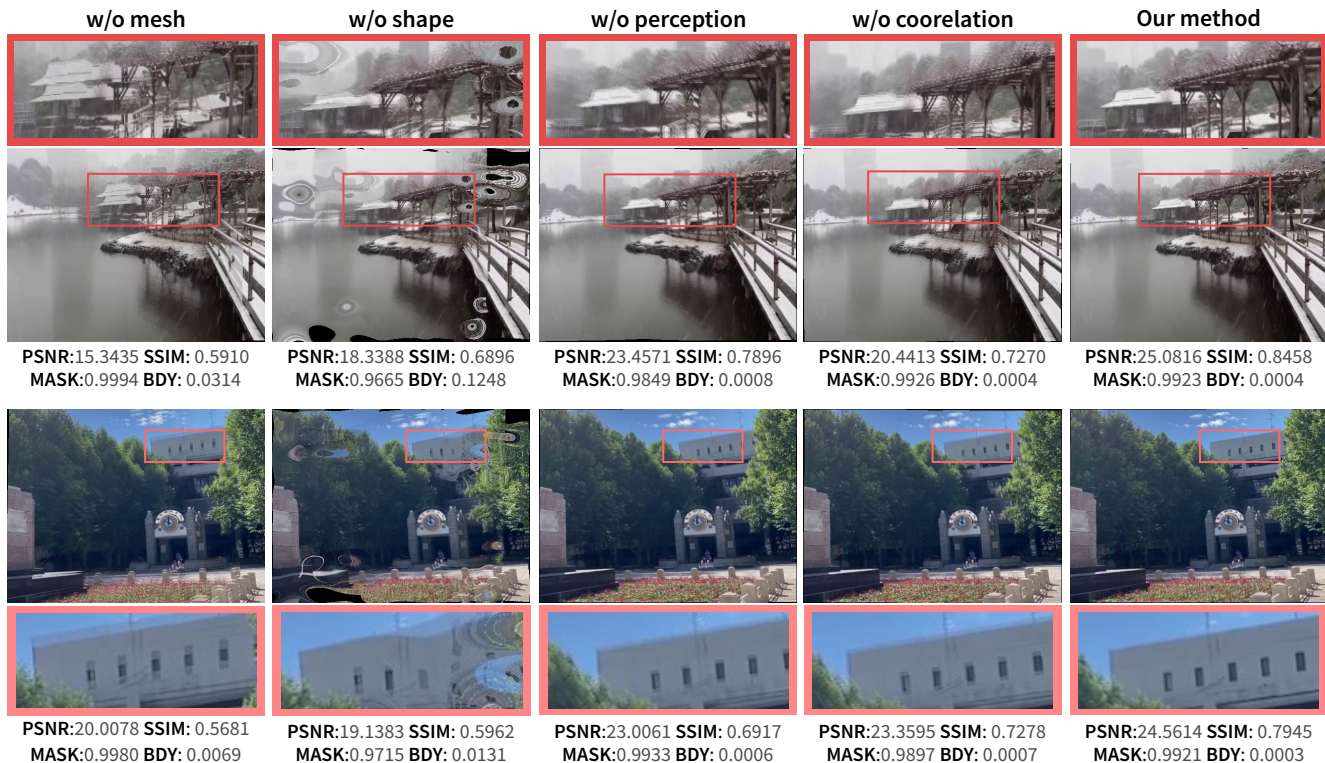 w/o mesh w/o shape w/o perception w/o coorelation Our method
PSNR:15.3435 SSIM: 0.5910 PSNR:18.3388 SSIM: 0.6896 PSNR:23.4571 SSIM: 0.7896 PSNR:20.4413 SSIM: 0.7270 PSNR:25.0816 SSIM: 0.8458
MASK:0.9994 BDY: 0.0314 MASK:0.9665 BDY: 0.1248 MASK:0.9849 BDY: 0.0008 MASK:0.9926 BDY: 0.0004 MASK:0.9923 BDY: 0.0004
PSNR:20.0078 SSIM: 0.5681 PSNR:19.1383 SSIM: 0.5962 PSNR:23.0061 SSIM: 0.6917 PSNR:23.3595 SSIM: 0.7278 PSNR:24.5614 SSIM: 0.7945
MASK:0.9980 BDY: 0.0069 MASK:0.9715 BDY: 0.0131 MASK:0.9933 BDY: 0.0006 MASK:0.9897 BDY: 0.0007 MASK:0.9921 BDY: 0.0003